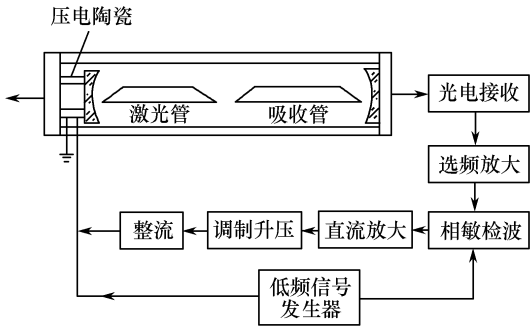 压电陶瓷
激光管
吸收管
光电接收
选频放大
整流
调制升压
直流放大
相敏检波
低频信号
发生器